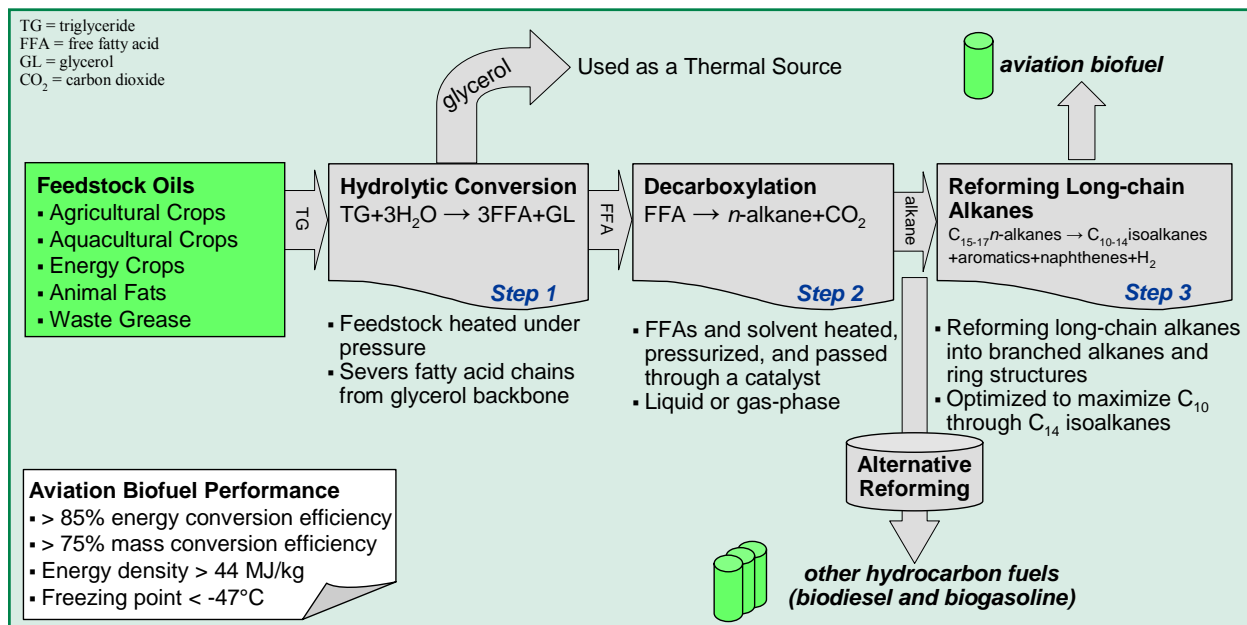 TG = triglyceride
FFA = free fatty acid
GL = glycerol
CO₂ = carbon dioxide
glycerol
Used as a Thermal Source
aviation biofuel
Feedstock Oils
▪ Agricultural Crops
▪ Aquacultural Crops
▪ Energy Crops
▪ Animal Fats
▪ Waste Grease
TG
Hydrolytic Conversion
TG+3H₂O → 3FFA+GL
Step 1
▪ Feedstock heated under
pressure
▪ Severs fatty acid chains
from glycerol backbone
FFA
Decarboxylation
FFA → n-alkane+CO₂
Step 2
▪ FFAs and solvent heated,
pressurized, and passed
through a catalyst
▪ Liquid or gas-phase
alkane
Reforming Long-chain
Alkanes
C₁₅₋₁₇n-alkanes → C₁₀₋₁₄isoalkanes
+aromatics+naphthenes+H₂
Step 3
▪ Reforming long-chain alkanes
into branched alkanes and
ring structures
▪ Optimized to maximize C₁₀
through C₁₄ isoalkanes
Alternative
Reforming
other hydrocarbon fuels
(biodiesel and biogasoline)
Aviation Biofuel Performance
▪ > 85% energy conversion efficiency
▪ > 75% mass conversion efficiency
▪ Energy density > 44 MJ/kg
▪ Freezing point < -47°C